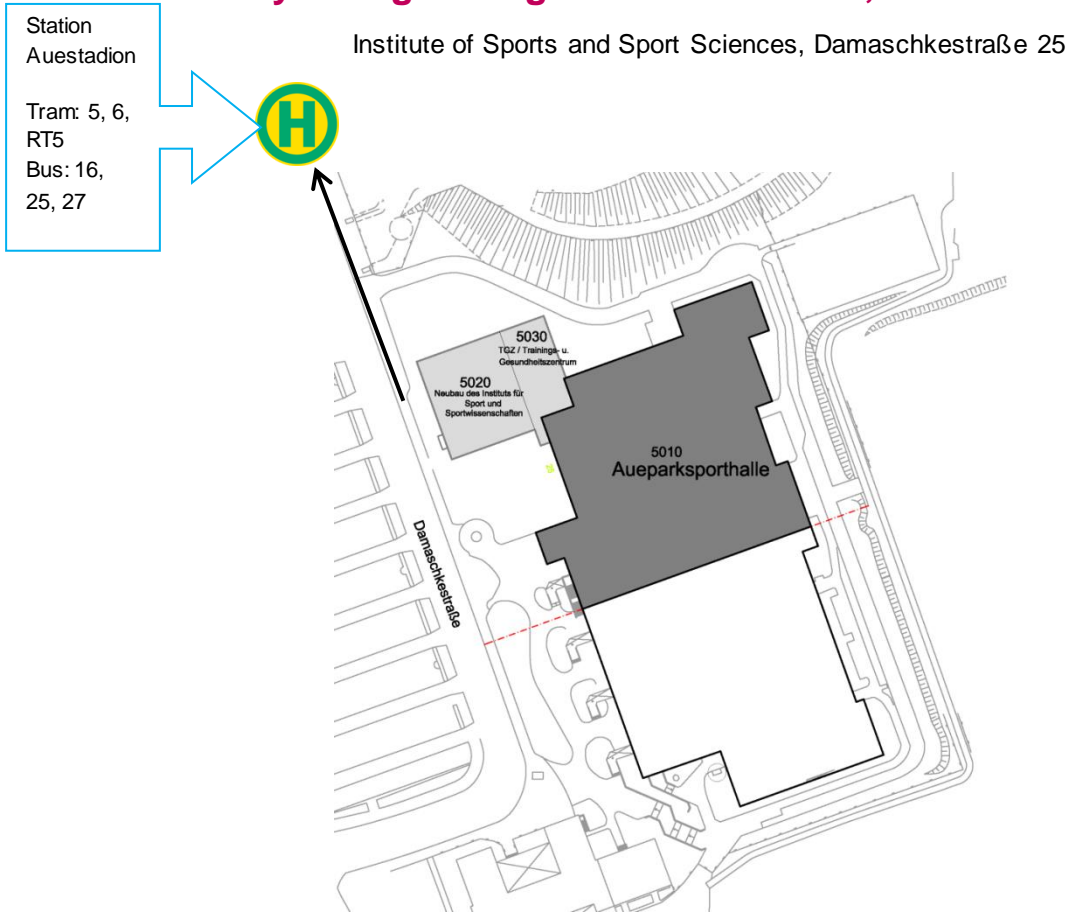 Institute of Sports and Sport Sciences, Damaschkestraße 25
Station
Auestadion
Tram: 5, 6,
RT5
Bus: 16,
25, 27
H
5030
TGZ / Trainings- u.
Gesundheitszentrum
5020
Neubau des Instituts für
Sport und
Sportwissenschaften
5010
Aueparksporthalle
Damaschkestraße